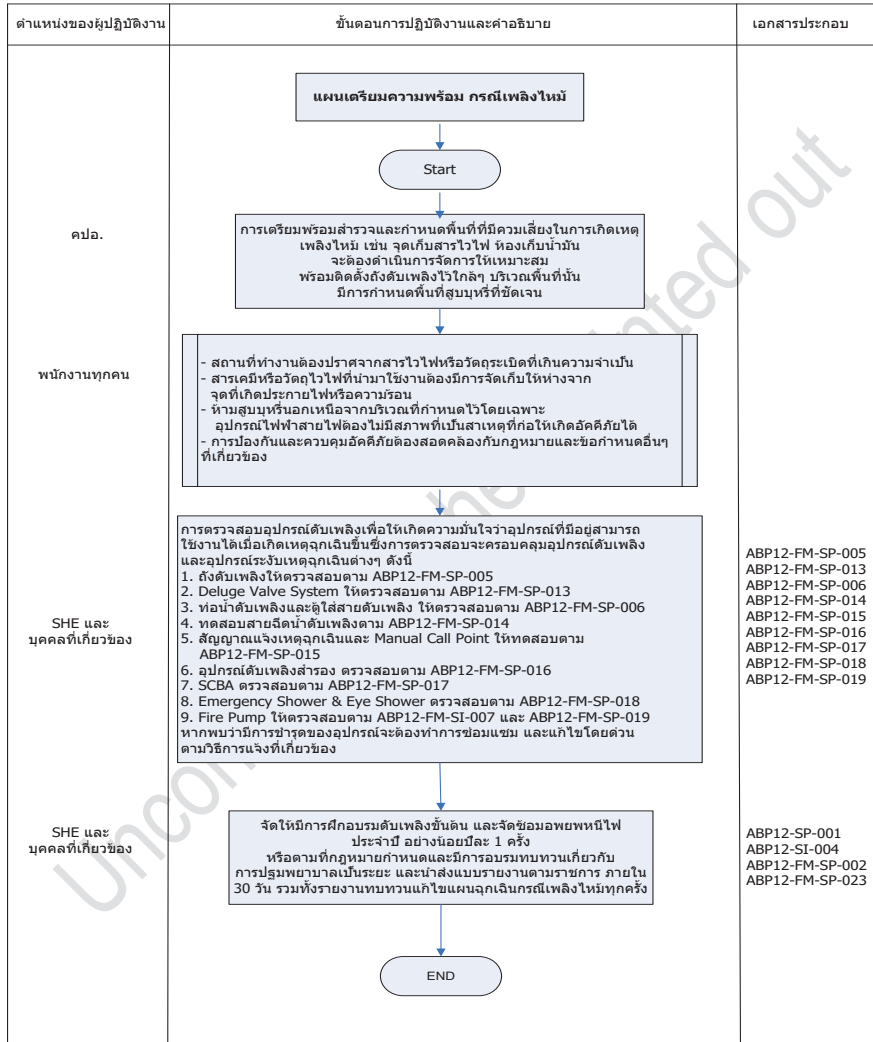 ตำแหน่งของผู้ปฏิบัติงาน
ขั้นตอนการปฏิบัติงานและคำอธิบาย
เอกสารประกอบ
แผนเตรียมความพร้อม กรณีเพลิงไหม้
Start
คปอ.
การเตรียมพร้อมสำรวจและกำหนดพื้นที่ที่มีควมเสี่ยงในการเกิดเหตุ
เพลิงไหม้ เช่น จุดเก็บสารไวไฟ ห้องเก็บน้ำมัน
จะต้องดำเนินการจัดการให้เหมาะสม
พร้อมติดตั้งถังดับเพลิงไว้ใกล้ๆ บริเวณพื้นที่นั้น
มีการกำหนดพื้นที่สูบบุหรี่ที่ชัดเจน
พนักงานทุกคน
- สถานที่ทำงานต้องปราศจากสารไวไฟหรือวัตถุระเบิดที่เกินความจำเป็น
- สารเคมีหรือวัตถุไวไฟที่นำมาใช้งานต้องมีการจัดเก็บให้ห่างจาก
จุดที่เกิดประกายไฟหรือความร้อน
- ห้ามสูบบุหรี่นอกเหนือจากบริเวณที่กำหนดไว้โดยเฉพาะ
อุปกรณ์ไฟฟ้าสายไฟต้องไม่มีสภาพที่เป็นสาเหตุที่ก่อให้เกิดอัคคีภัยได้
- การป้องกันและควบคุมอัคคีภัยต้องสอดคล้องกับกฎหมายและข้อกำหนดอื่นๆ
ที่เกี่ยวข้อง
SHE และ
บุคคลที่เกี่ยวข้อง
การตรวจสอบอุปกรณ์ดับเพลิงเพื่อให้เกิดความมั่นใจว่าอุปกรณ์ที่มีอยู่สามารถ
ใช้งานได้เมื่อเกิดเหตุฉุกเฉินขึ้นซึ่งการตรวจสอบจะครอบคลุมอุปกรณ์ดับเพลิง
และอุปกรณ์ระงับเหตุฉุกเฉินต่างๆ ดังนี้
1. ถังดับเพลิงให้ตรวจสอบตาม ABP12-FM-SP-005
2. Deluge Valve System ให้ตรวจสอบตาม ABP12-FM-SP-013
3. ท่อน้ำดับเพลิงและตู้ใส่สายดับเพลิง ให้ตรวจสอบตาม ABP12-FM-SP-006
4. ทดสอบสายฉีดน้ำดับเพลิงตาม ABP12-FM-SP-014
5. สัญญาณแจ้งเหตุฉุกเฉินและ Manual Call Point ให้ทดสอบตาม
ABP12-FM-SP-015
6. อุปกรณ์ดับเพลิงสำรอง ตรวจสอบตาม ABP12-FM-SP-016
7. SCBA ตรวจสอบตาม ABP12-FM-SP-017
8. Emergency Shower & Eye Shower ตรวจสอบตาม ABP12-FM-SP-018
9. Fire Pump ให้ตรวจสอบตาม ABP12-FM-SI-007 และ ABP12-FM-SP-019
หากพบว่ามีการชำรุดของอุปกรณ์จะต้องทำการซ่อมแซม และแก้ไขโดยด่วน
ตามวิธีการแจ้งที่เกี่ยวข้อง
ABP12-FM-SP-005
ABP12-FM-SP-013
ABP12-FM-SP-006
ABP12-FM-SP-014
ABP12-FM-SP-015
ABP12-FM-SP-016
ABP12-FM-SP-017
ABP12-FM-SP-018
ABP12-FM-SP-019
SHE และ
บุคคลที่เกี่ยวข้อง
จัดให้มีการฝึกอบรมดับเพลิงขั้นต้น และจัดซ้อมอพยพหนีไฟ
ประจำปี อย่างน้อยปีละ 1 ครั้ง
หรือตามที่กฎหมายกำหนดและมีการอบรมทบทวนเกี่ยวกับ
การปฐมพยาบาลเป็นระยะ และนำส่งแบบรายงานตามราชการ ภายใน
30 วัน รวมทั้งรายงานทบทวนแก้ไขแผนฉุกเฉินกรณีเพลิงไหม้ทุกครั้ง
ABP12-SP-001
ABP12-SI-004
ABP12-FM-SP-002
ABP12-FM-SP-023
END